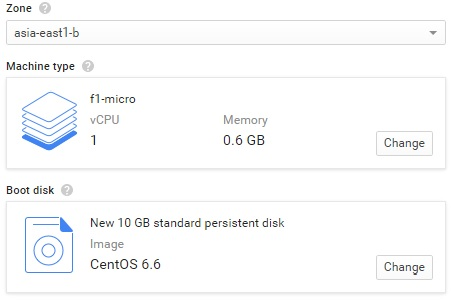 Zone ?
asia-east1-b
Machine type ?
f1-micro
vCPU Memory
1 0.6 GB
Change
Boot disk ?
New 10 GB standard persistent disk
Image
CentOS 6.6
Change